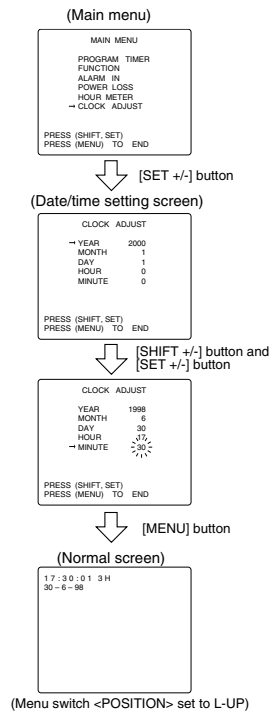 (Main menu)
MAIN MENU
PROGRAM TIMER
FUNCTION
ALARM IN
POWER LOSS
HOUR METER
→ CLOCK ADJUST
PRESS (SHIFT, SET)
PRESS (MENU) TO END
[SET +/-] button
(Date/time setting screen)
CLOCK ADJUST
→ YEAR 2000
MONTH 1
DAY 1
HOUR 0
MINUTE 0
PRESS (SHIFT, SET)
PRESS (MENU) TO END
[SHIFT +/-] button and
[SET +/-] button
CLOCK ADJUST
YEAR 1998
MONTH 6
DAY 30
HOUR 17
→ MINUTE 30
PRESS (SHIFT, SET)
PRESS (MENU) TO END
[MENU] button
(Normal screen)
17:30:01 3H
30–6–98
(Menu switch <POSITION> set to L-UP)